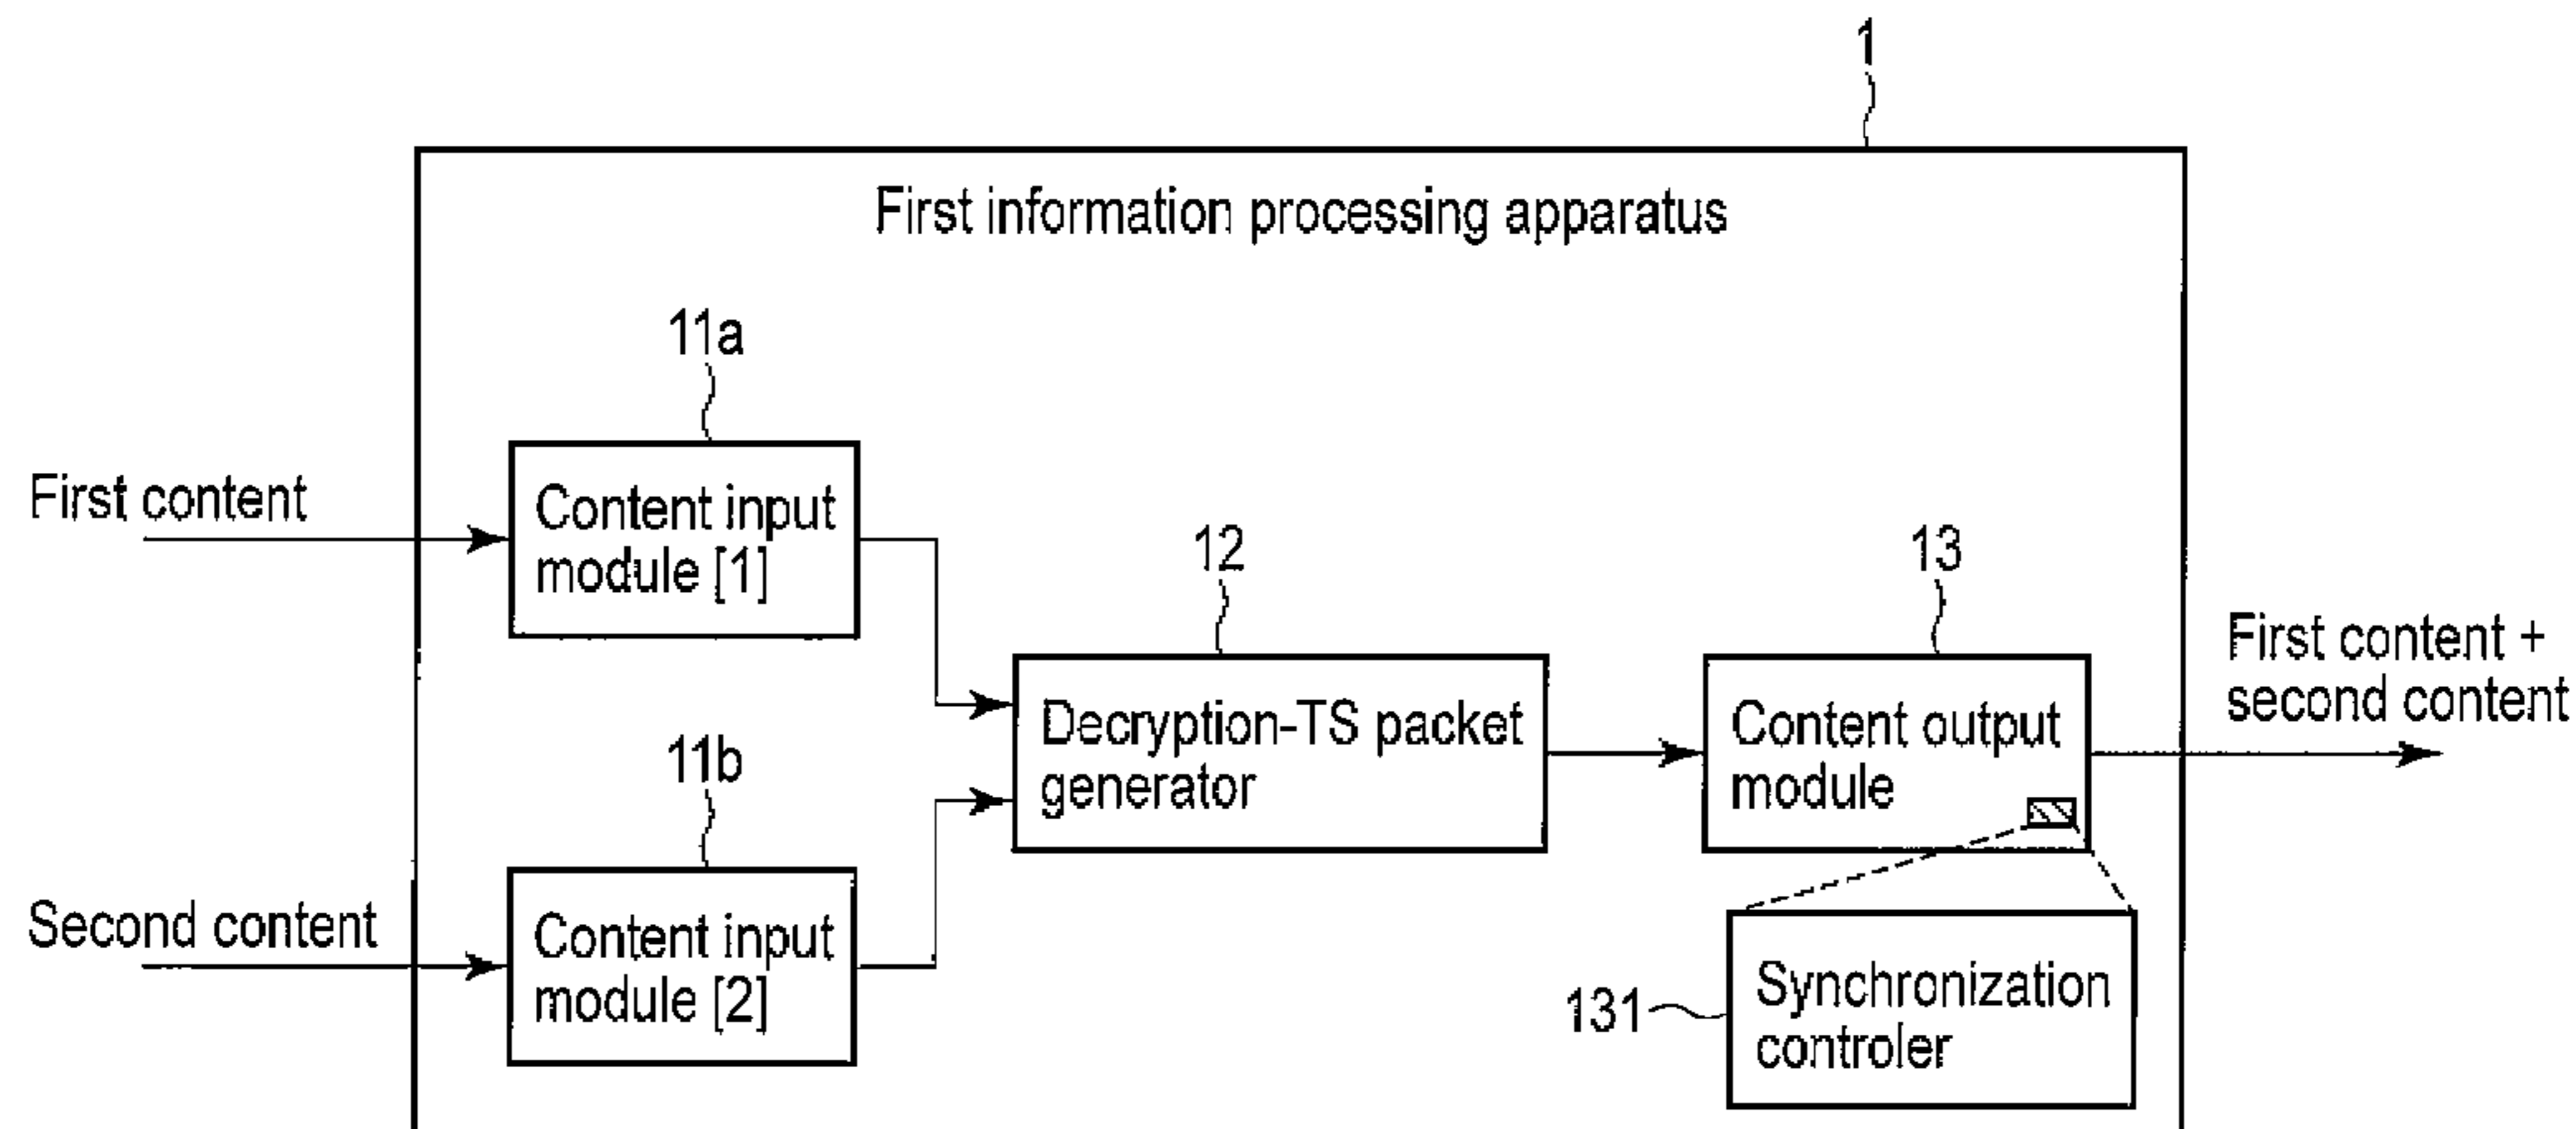 1
First information processing apparatus
11a
First content
Content input
module [1]
12
13
First content +
second content
Decryption-TS packet
generator
Content output
module
11b
Second content
Content input
module [2]
131
Synchronization
controler